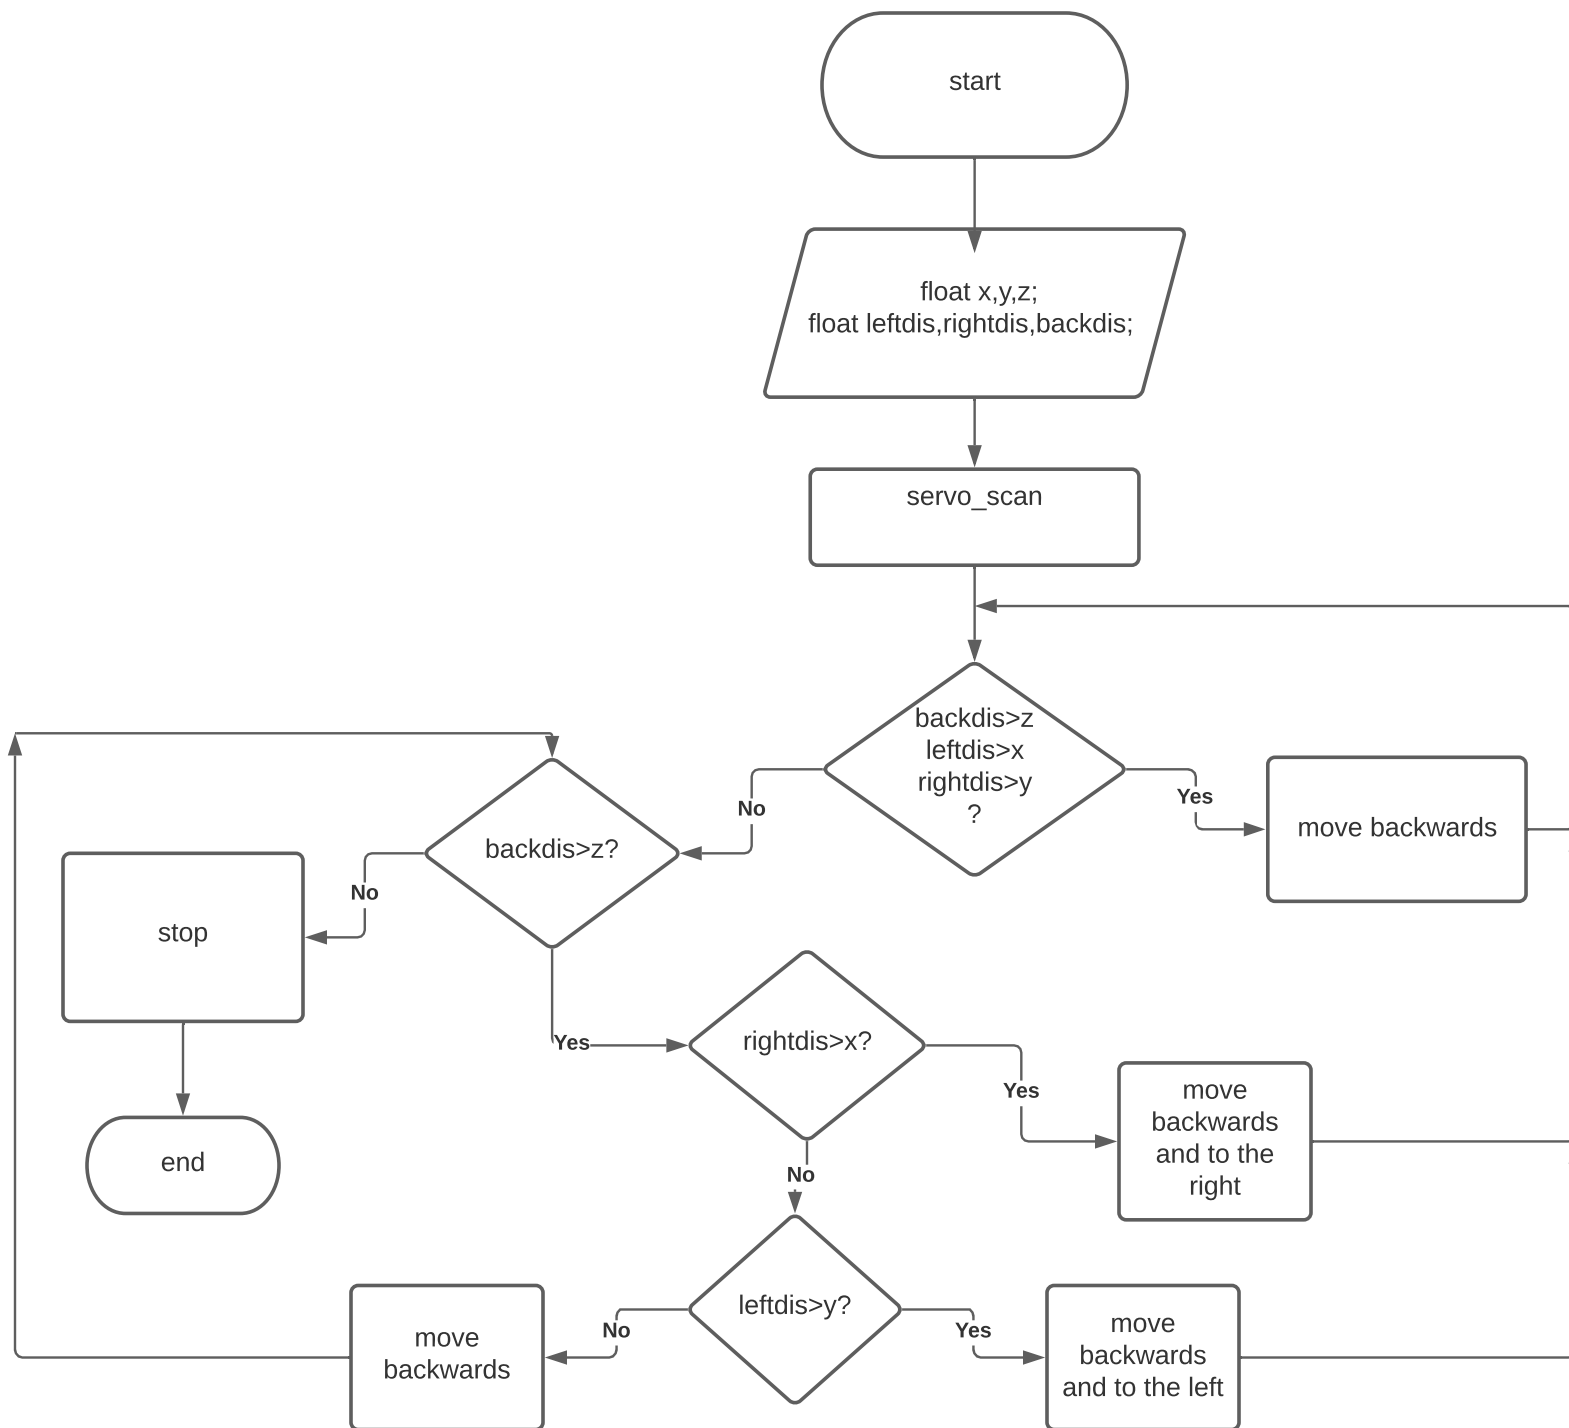 start
float x,y,z;
float leftdis,rightdis,backdis;
servo_scan
backdis>z
leftdis>x
rightdis>y
?
No
Yes
move backwards
backdis>z?
No
stop
Yes
rightdis>x?
Yes
move
backwards
and to the
right
end
No
leftdis>y?
No
Yes
move
backwards
move
backwards
and to the left